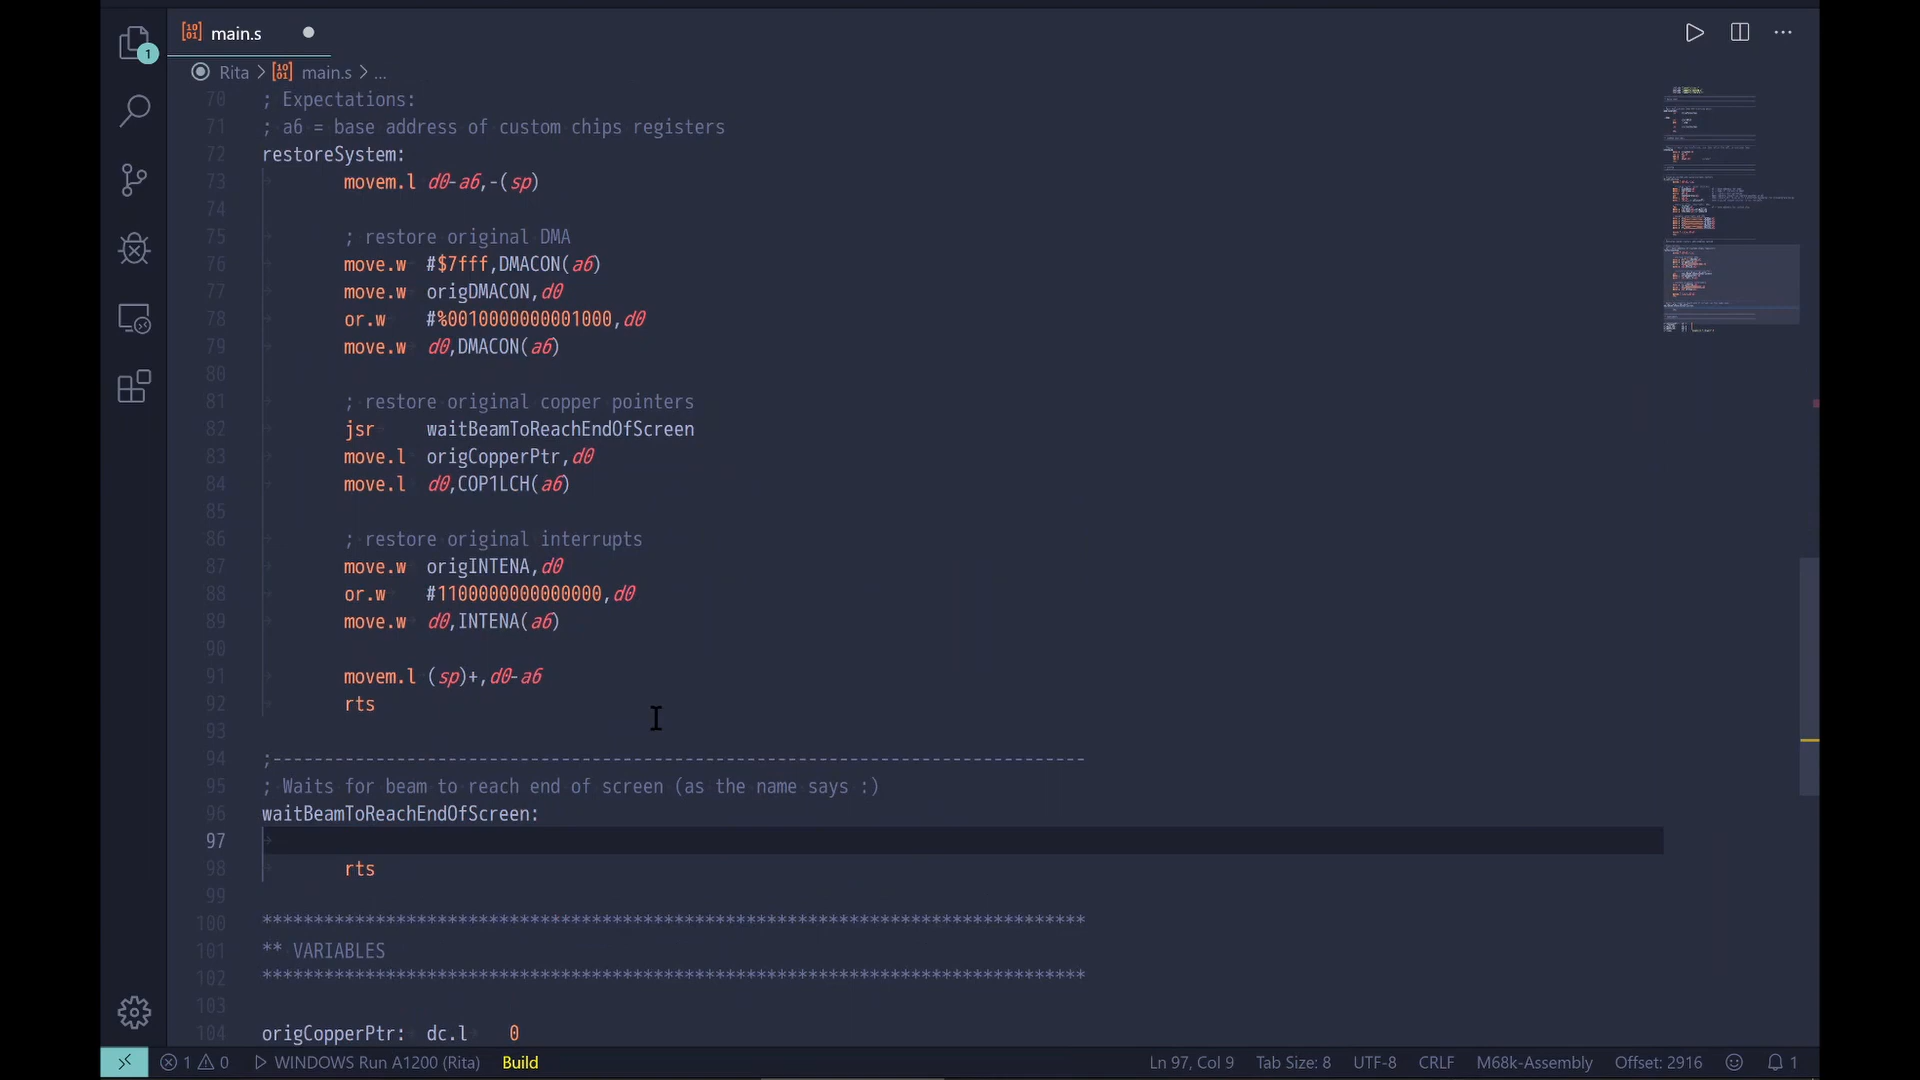 main.s
Rita > main.s > ...
70 ; Expectations:
71 ; a6 = base address of custom chips registers
72 restoreSystem:
73 movem.l d0-a6,-(sp)
74
75 ; restore original DMA
76 move.w #$7fff,DMACON(a6)
77 move.w origDMACON,d0
78 or.w #%0010000000001000,d0
79 move.w d0,DMACON(a6)
80
81 ; restore original copper pointers
82 jsr waitBeamToReachEndOfScreen
83 move.l origCopperPtr,d0
84 move.l d0,COP1LCH(a6)
85
86 ; restore original interrupts
87 move.w origINTENA,d0
88 or.w #1100000000000000,d0
89 move.w d0,INTENA(a6)
90
91 movem.l (sp)+,d0-a6
92 rts
93
94 ;-------------------------------------------------------------------------------
95 ; Waits for beam to reach end of screen (as the name says :)
96 waitBeamToReachEndOfScreen:
97
98 rts
99
100 ********************************************************************************
101 ** VARIABLES
102 ********************************************************************************
103
104 origCopperPtr: dc.l 0
1
1 0 WINDOWS Run A1200 (Rita) Build Ln 97, Col 9 Tab Size: 8 UTF-8 CRLF M68k-Assembly Offset: 2916 1